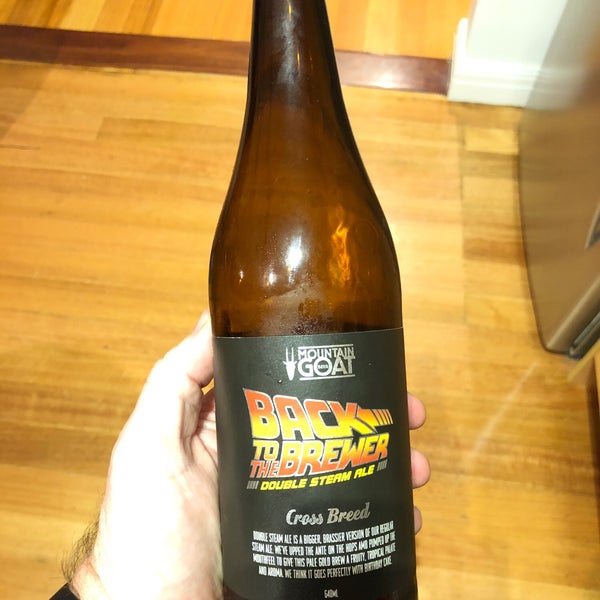 MOUNTAIN
GOAT
BEER
BACK
TO
THE BREWER
DOUBLE STEAM ALE
Cross Breed
DOUBLE STEAM ALE IS A BIGGER, BRASSIER VERSION OF OUR REGULAR
STEAM ALE. WE'VE UPPED THE ANTE ON THE HOPS AND PUMPED UP THE
MOUTHFEEL TO GIVE THIS PALE GOLD BREW A FRUITY, TROPICAL PALATE
AND AROMA. WE THINK IT GOES PERFECTLY WITH BIRTHDAY CAKE.
640ML